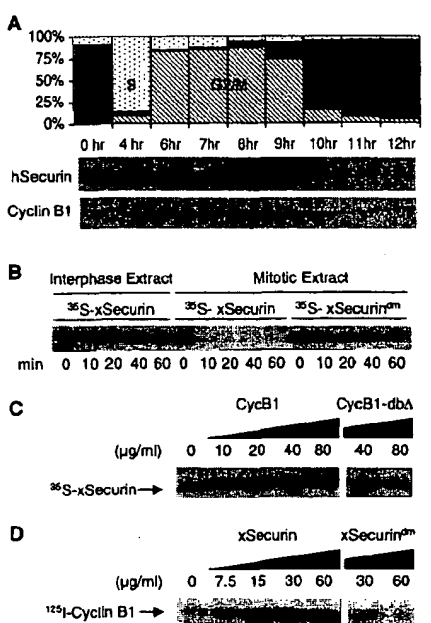 A
100%
75%
50%
25%
0%
S
G2/M
0 hr 4 hr 6hr 7hr 8hr 9hr 10hr 11hr 12hr
hSecurin
Cyclin B1
B
Interphase Extract Mitotic Extract
35S-xSecurin 35S- xSecurin 35S- xSecurindm
min 0 10 20 40 60 0 10 20 40 60 0 10 20 40 60
C
CycB1 CycB1-dbΔ
(µg/ml) 0 10 20 40 80 40 80
35S-xSecurin→
D
xSecurin xSecurindm
(µg/ml) 0 7.5 15 30 60 30 60
125I-Cyclin B1 →